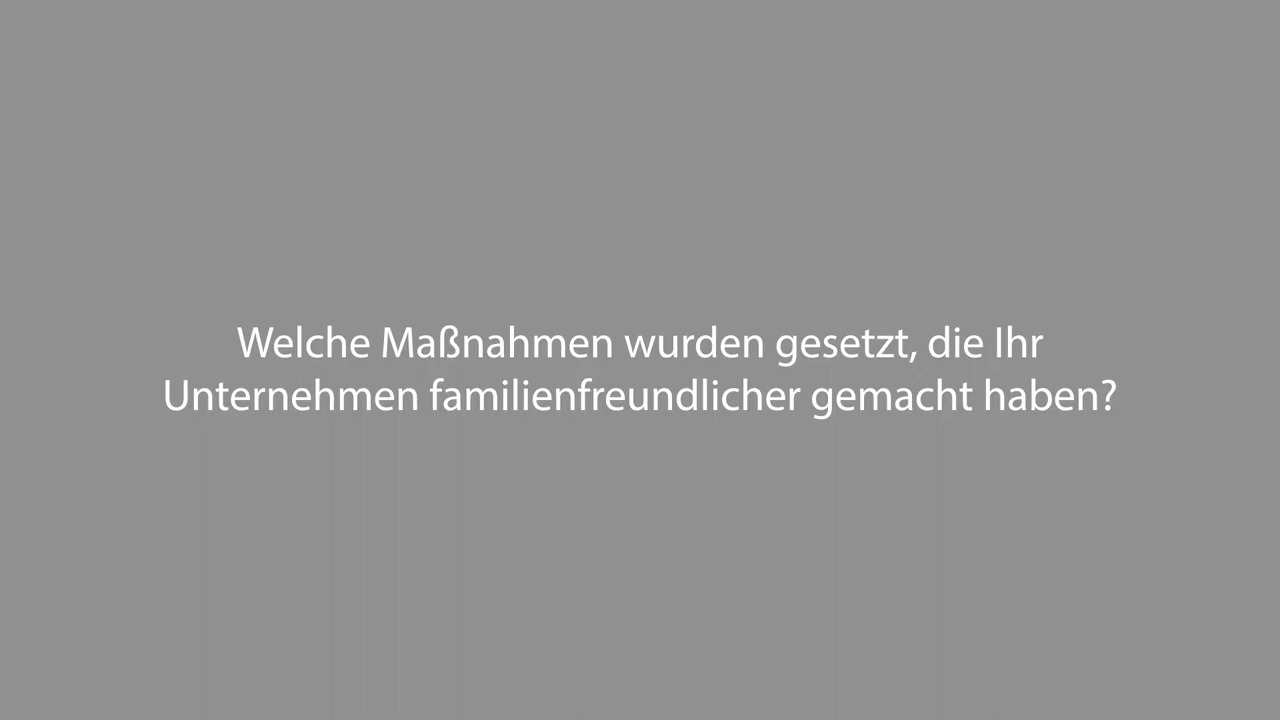 Welche Maßnahmen wurden gesetzt, die Ihr
Unternehmen familienfreundlicher gemacht haben?